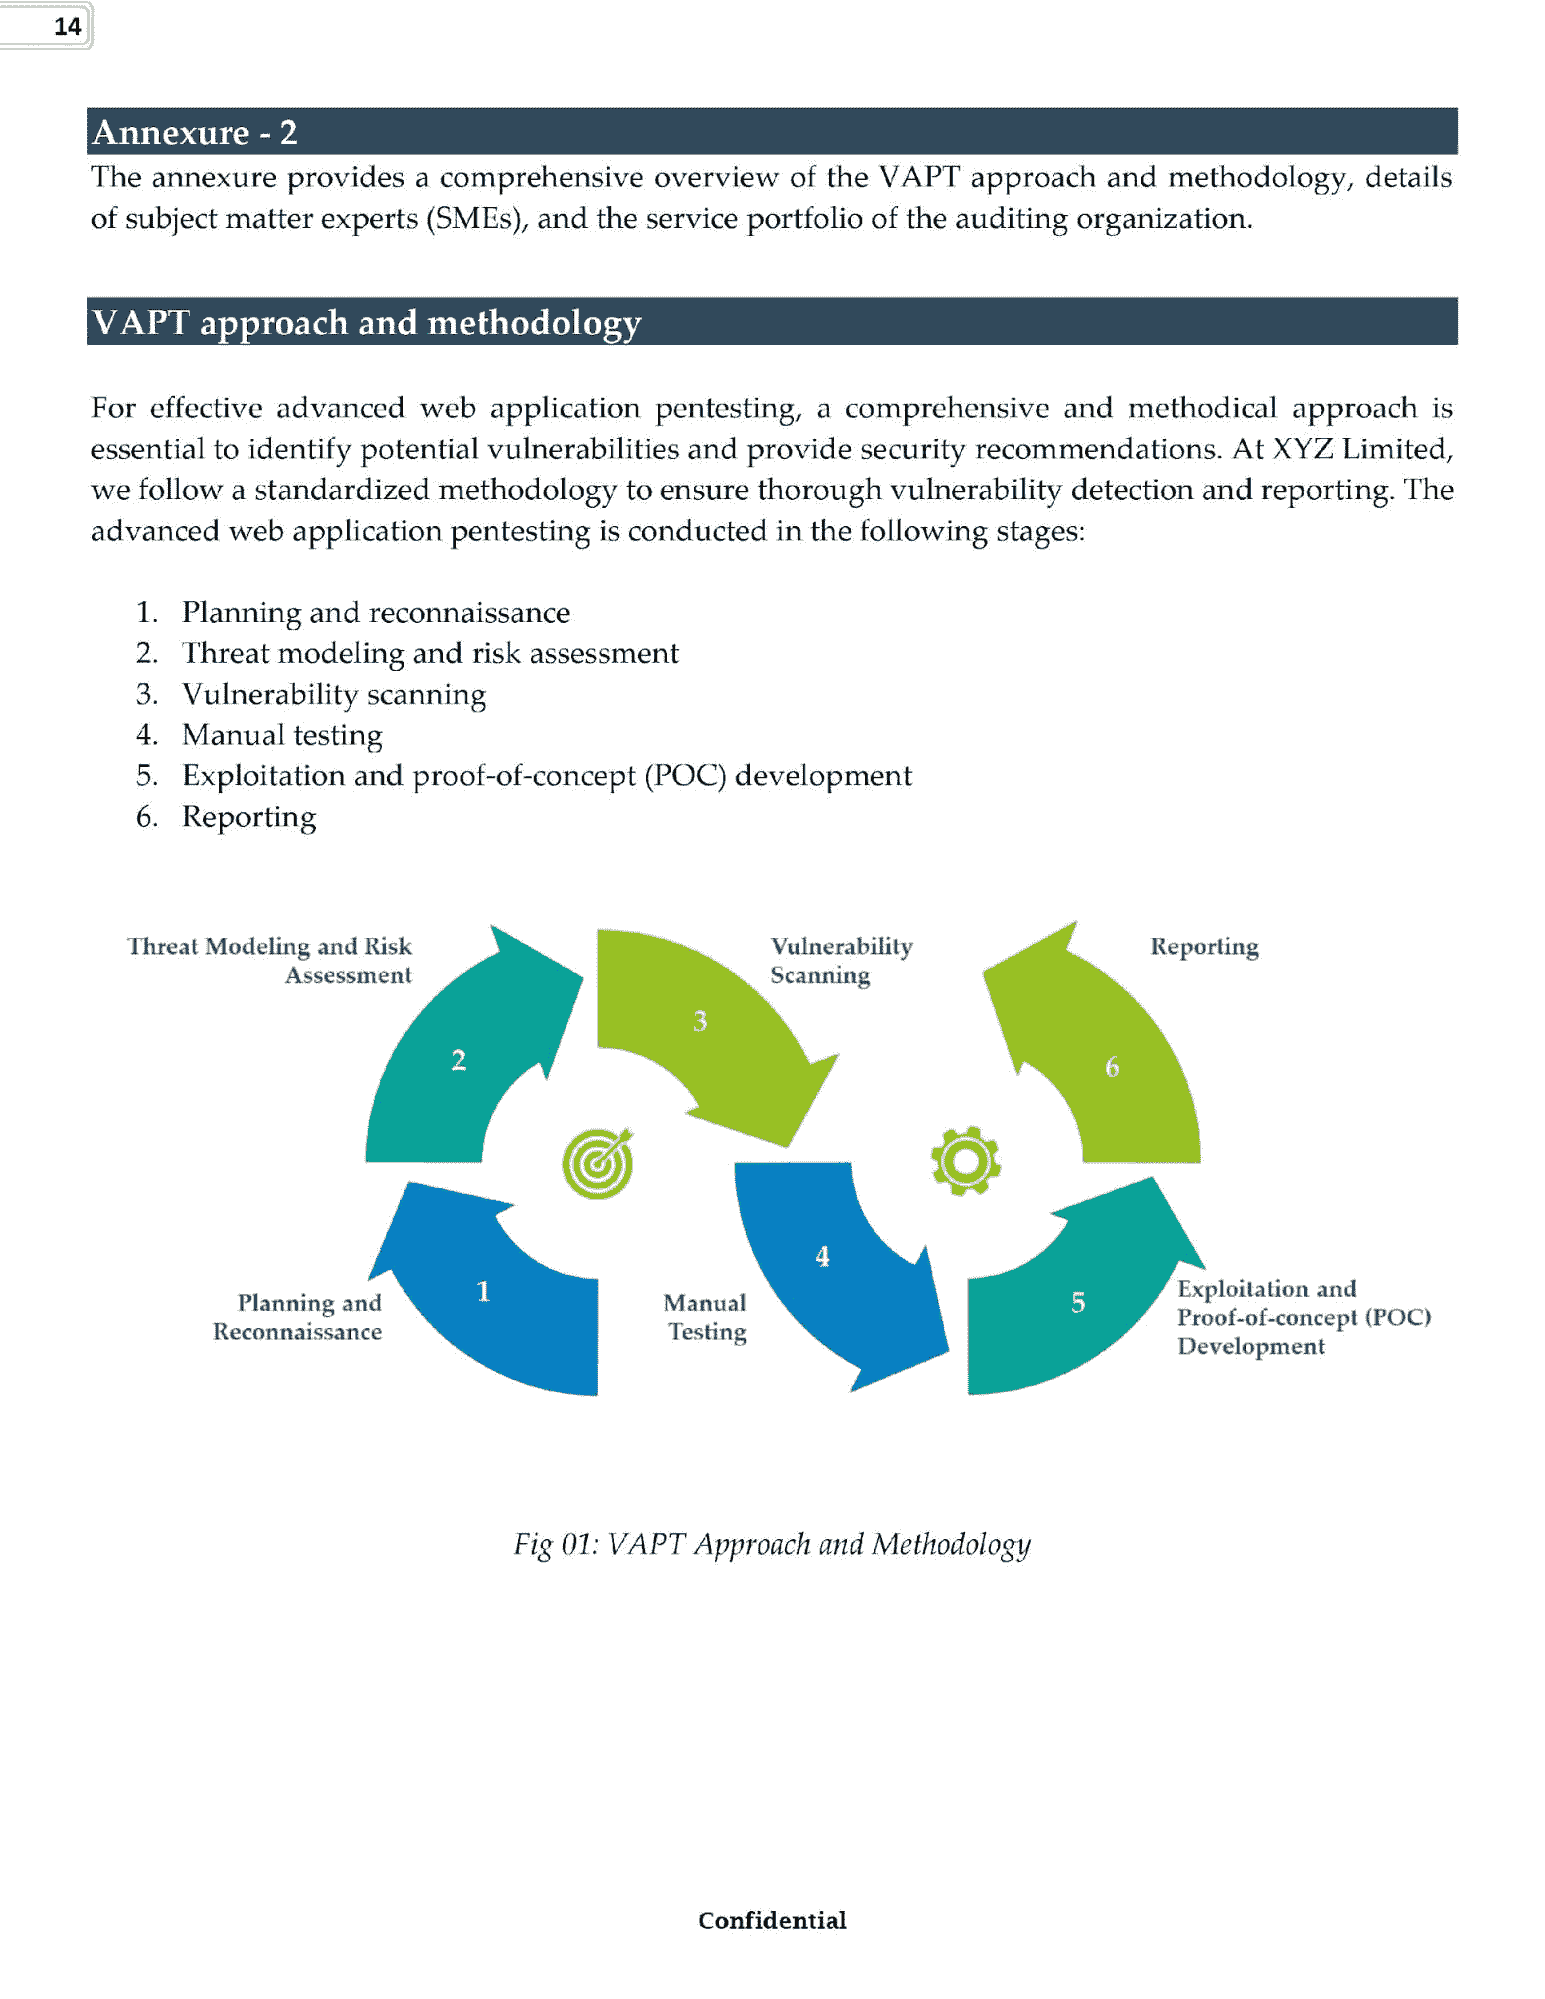 14
Annexure - 2
The annexure provides a comprehensive overview of the VAPT approach and methodology, details
of subject matter experts (SMEs), and the service portfolio of the auditing organization.
VAPT approach and methodology
For effective advanced web application pentesting, a comprehensive and methodical approach is
essential to identify potential vulnerabilities and provide security recommendations. At XYZ Limited,
we follow a standardized methodology to ensure thorough vulnerability detection and reporting. The
advanced web application pentesting is conducted in the following stages:
1. Planning and reconnaissance
2. Threat modeling and risk assessment
3. Vulnerability scanning
4. Manual testing
5. Exploitation and proof-of-concept (POC) development
6. Reporting
Threat Modeling and Risk
Assessment
2
3
Vulnerability
Scanning
Reporting
6
Planning and
Reconnaissance
1
Manual
Testing
4
5
Exploitation and
Proof-of-concept (POC)
Development
Fig 01: VAPT Approach and Methodology
Confidential